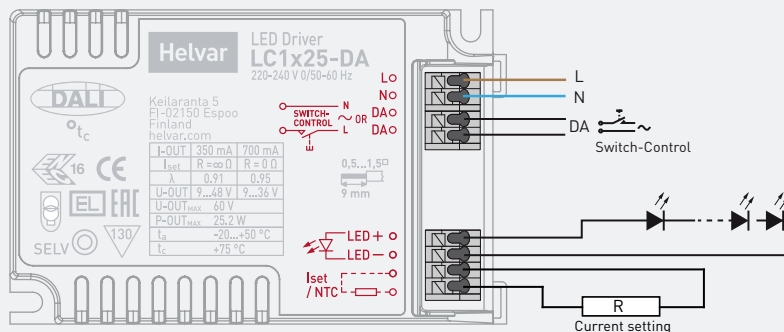 Helvar
LED Driver
LC1x25-DA
220-240 V 0/50-60 Hz
DALI
tc
Keilaranta 5
FI-02150 Espoo
Finland
helvar.com
N
SWITCH-CONTROL ~ OR
L
L
N
DA
DA
I-OUT 350 mA 700 mA
Iset R=∞ Ω R = 0 Ω
λ 0.91 0.95
U-OUT 9...48 V 9...36 V
U-OUTMAX 60 V
P-OUTMAX 25.2 W
ta -20...+50 °C
tc +75 °C
16 CE
EL EAC
SELV
130
0,5...1,5□
9 mm
LED +
LED −
Iset
/ NTC
L
N
DA ~
Switch-Control
R
Current setting